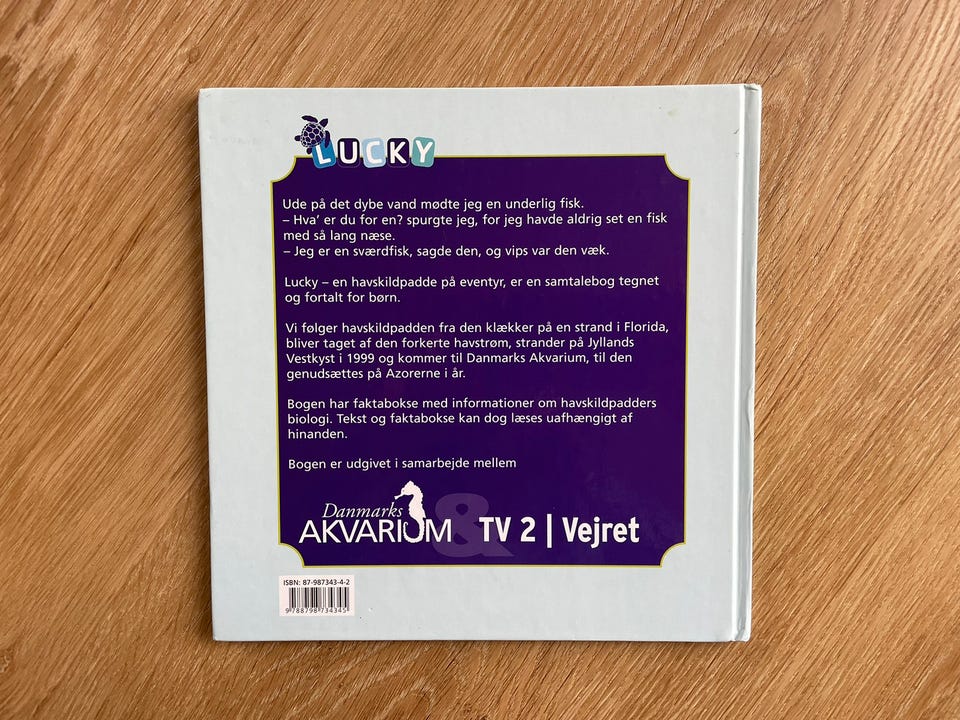 LUCKY
Ude på det dybe vand mødte jeg en underlig fisk.
– Hva' er du for en? spurgte jeg, for jeg havde aldrig set en fisk
med så lang næse.
– Jeg er en sværdfisk, sagde den, og vips var den væk.
Lucky – en havskildpadde på eventyr, er en samtalebog tegnet
og fortalt for børn.
Vi følger havskildpadden fra den klækker på en strand i Florida,
bliver taget af den forkerte havstrøm, strander på Jyllands
Vestkyst i 1999 og kommer til Danmarks Akvarium, til den
genudsættes på Azorerne i år.
Bogen har faktabokse med informationer om havskildpadders
biologi. Tekst og faktabokse kan dog læses uafhængigt af
hinanden.
Bogen er udgivet i samarbejde mellem
Danmarks
AKVARIUM & TV 2 | Vejret
ISBN: 87-987343-4-2
9 788798 734345